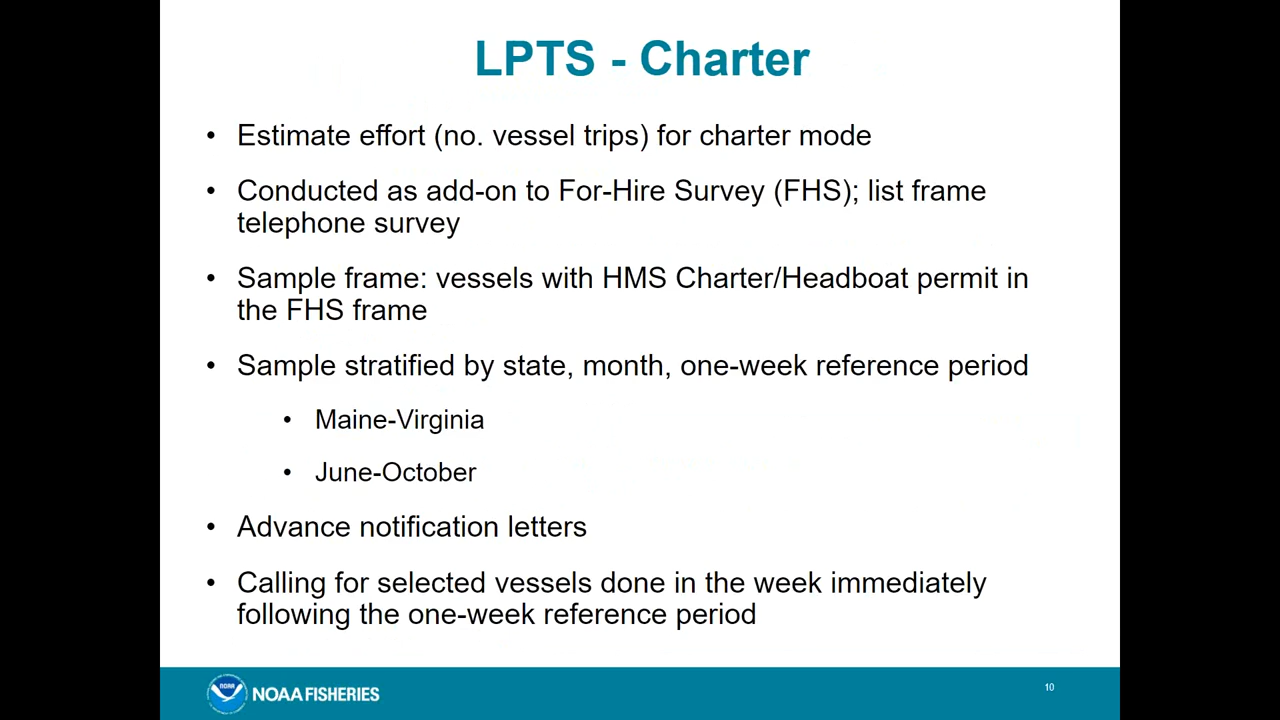 LPTS - Charter
• Estimate effort (no. vessel trips) for charter mode
• Conducted as add-on to For-Hire Survey (FHS); list frame
telephone survey
• Sample frame: vessels with HMS Charter/Headboat permit in
the FHS frame
• Sample stratified by state, month, one-week reference period
• Maine-Virginia
• June-October
• Advance notification letters
• Calling for selected vessels done in the week immediately
following the one-week reference period
NOAA
NOAA FISHERIES
10